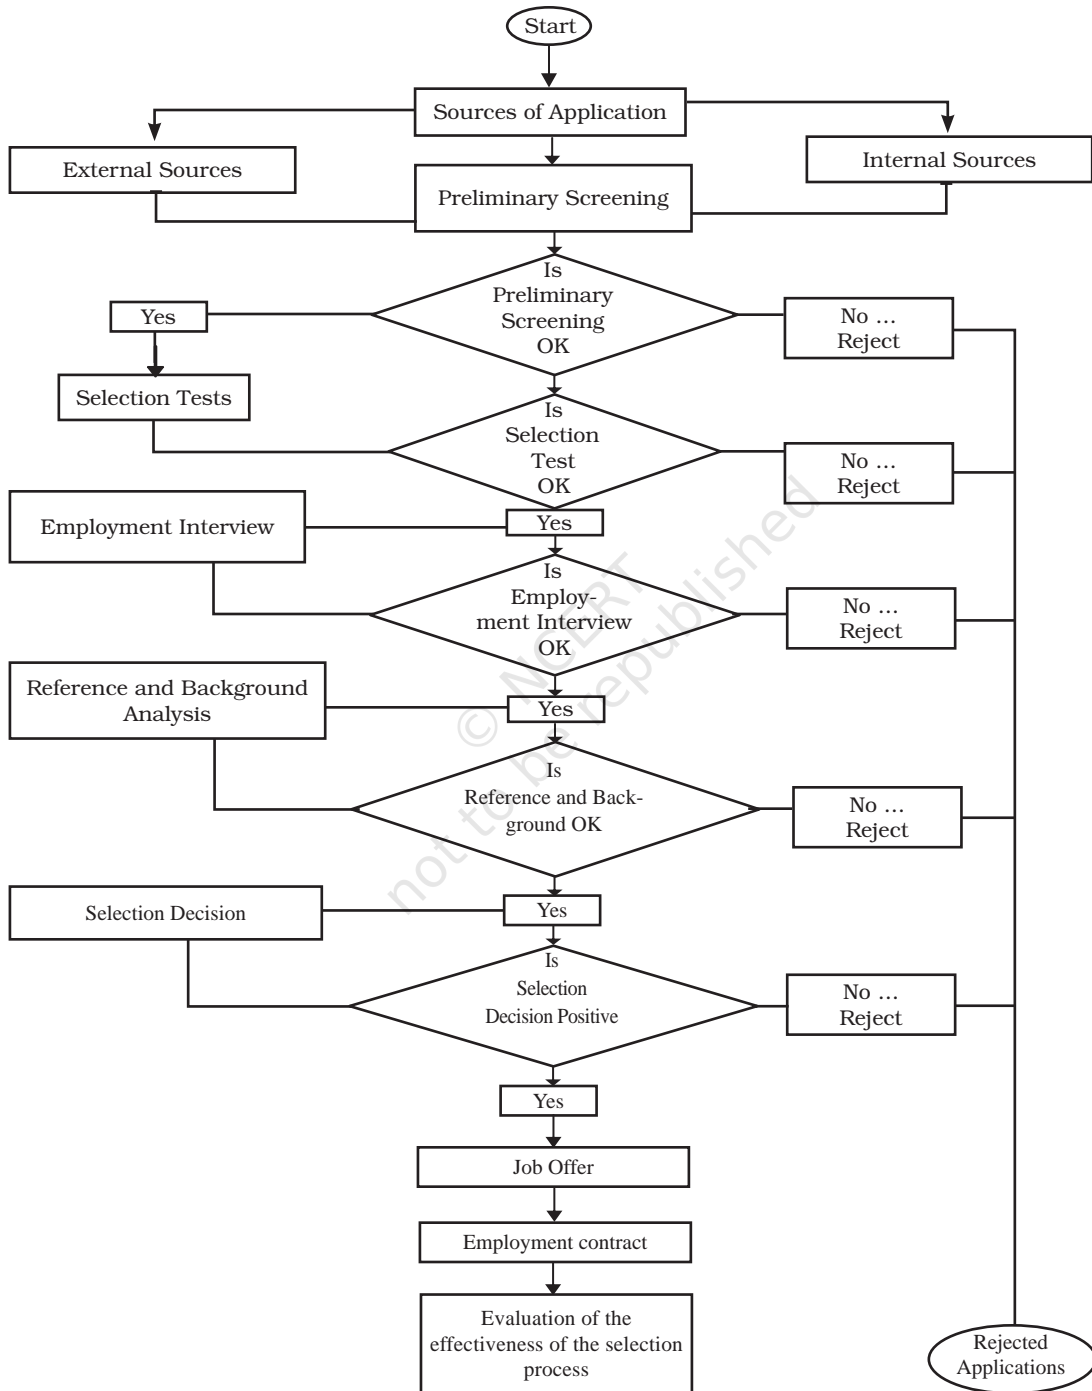 Start
Sources of Application
External Sources
Internal Sources
Preliminary Screening
Is
Preliminary
Screening
OK
Yes
No ...
Reject
Selection Tests
Is
Selection
Test
OK
No ...
Reject
Employment Interview
Yes
Is
Employ-
ment Interview
OK
No ...
Reject
Reference and Background
Analysis
Yes
Is
Reference and Back-
ground OK
No ...
Reject
Selection Decision
Yes
Is
Selection
Decision Positive
No ...
Reject
Yes
Job Offer
Employment contract
Evaluation of the
effectiveness of the selection
process
Rejected
Applications
© NCERT
not to be republished